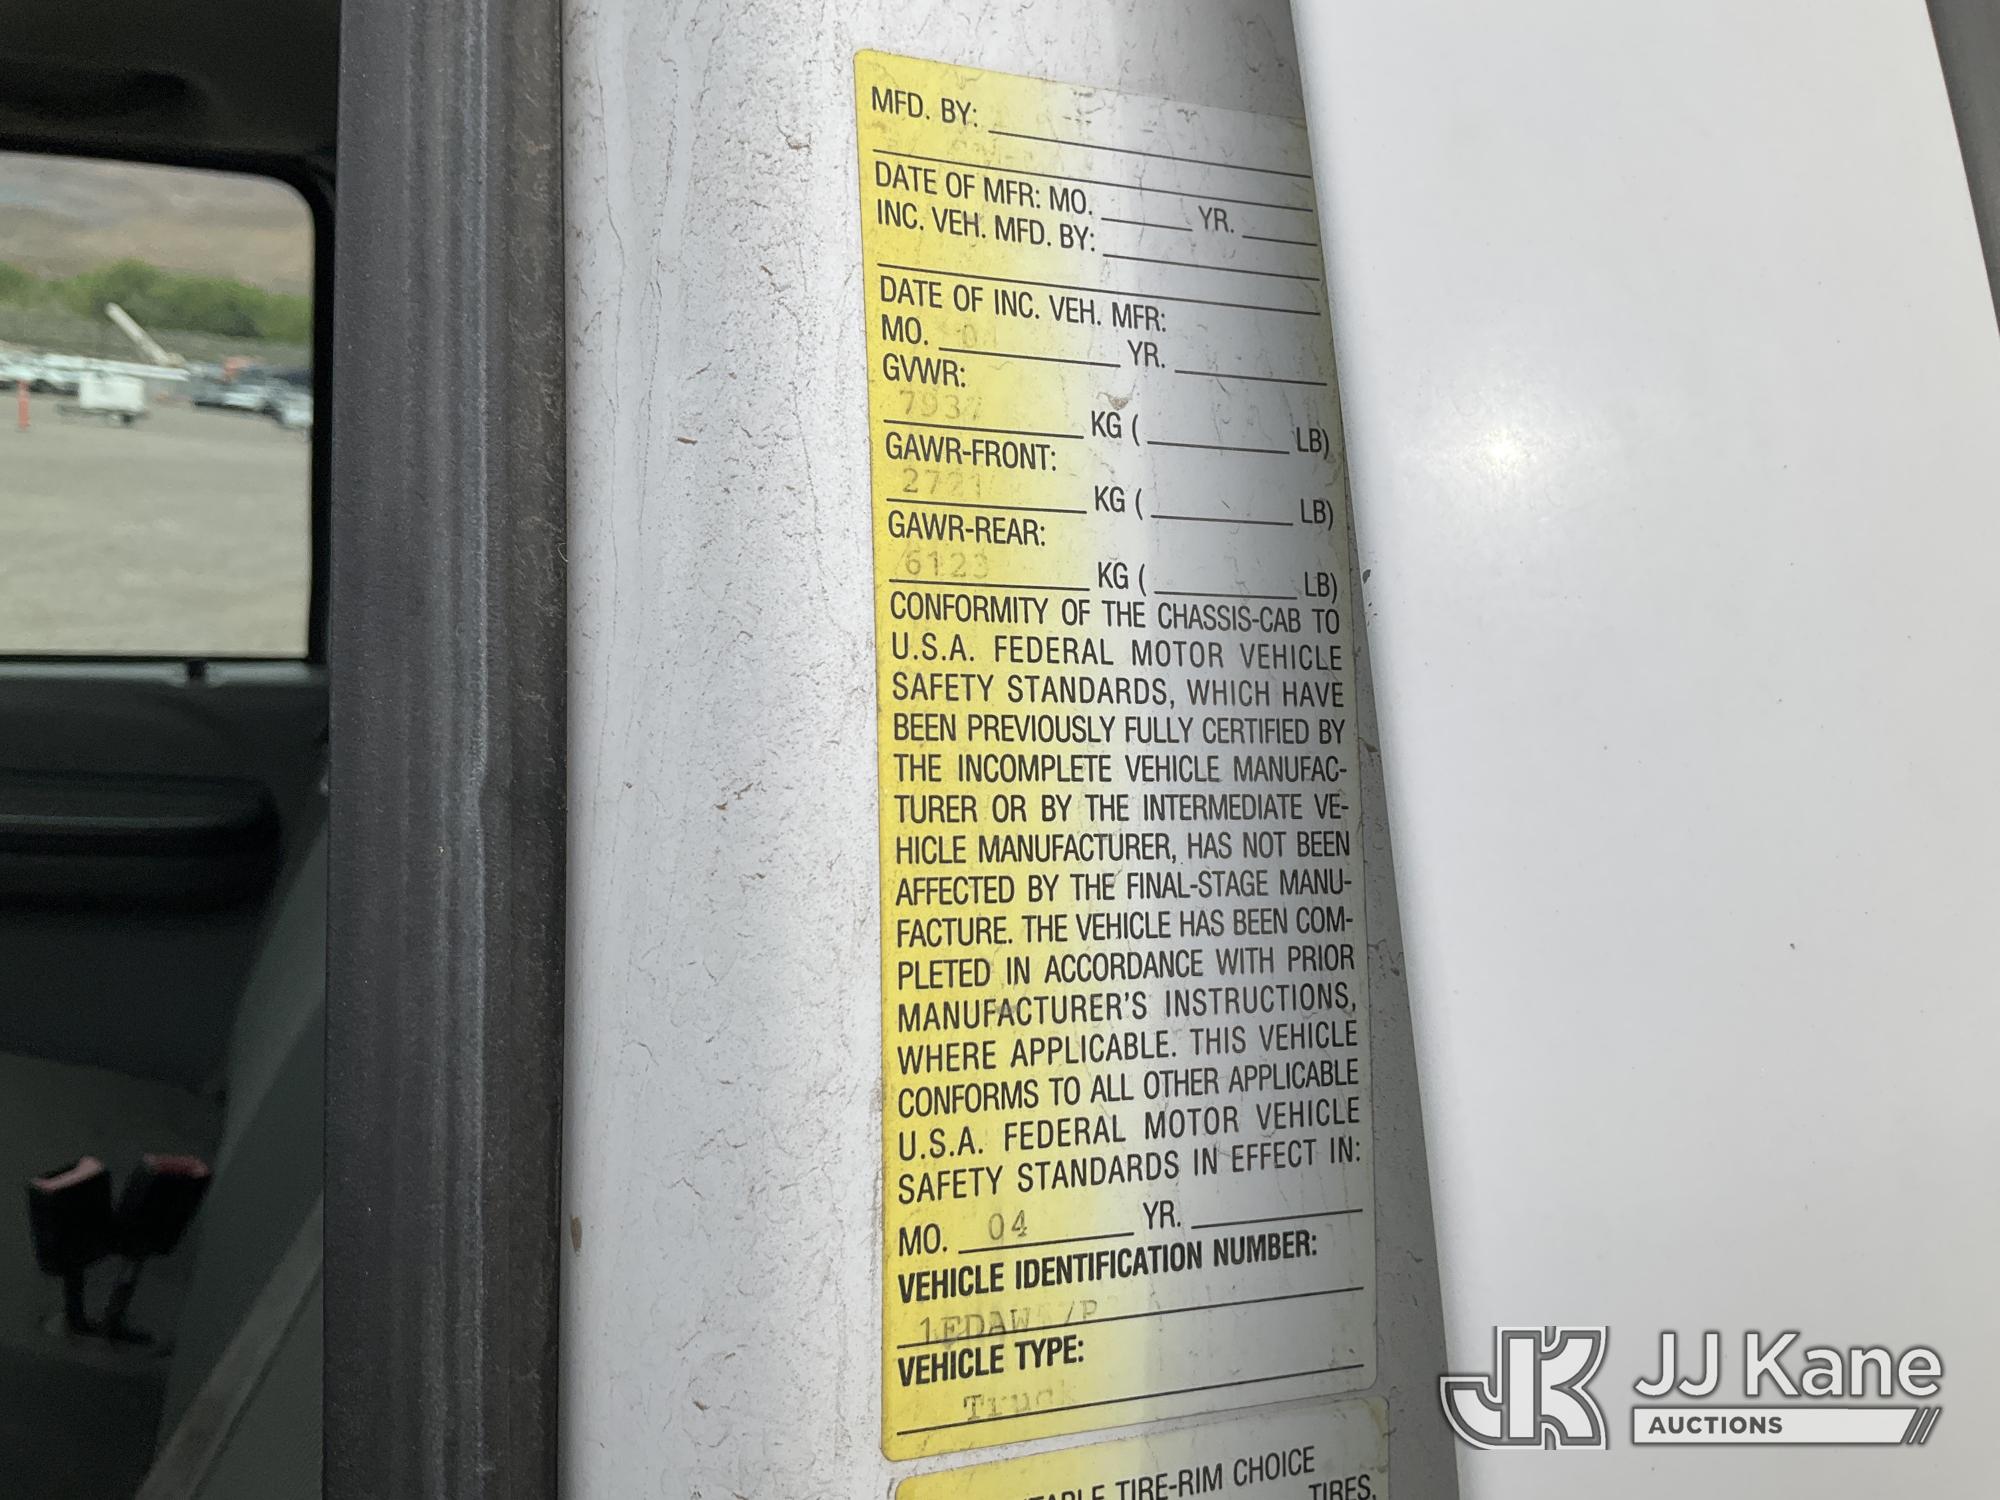 MFD. BY:
DATE OF MFR: MO. YR.
INC. VEH. MFD. BY:
DATE OF INC. VEH. MFR:
MO. YR.
GVWR:
7937 KG ( LB)
GAWR-FRONT:
2721 KG ( LB)
GAWR-REAR:
6123 KG ( LB)
CONFORMITY OF THE CHASSIS-CAB TO
U.S.A. FEDERAL MOTOR VEHICLE
SAFETY STANDARDS, WHICH HAVE
BEEN PREVIOUSLY FULLY CERTIFIED BY
THE INCOMPLETE VEHICLE MANUFAC-
TURER OR BY THE INTERMEDIATE VE-
HICLE MANUFACTURER, HAS NOT BEEN
AFFECTED BY THE FINAL-STAGE MANU-
FACTURE. THE VEHICLE HAS BEEN COM-
PLETED IN ACCORDANCE WITH PRIOR
MANUFACTURER'S INSTRUCTIONS,
WHERE APPLICABLE. THIS VEHICLE
CONFORMS TO ALL OTHER APPLICABLE
U.S.A. FEDERAL MOTOR VEHICLE
SAFETY STANDARDS IN EFFECT IN:
MO. 04 YR.
VEHICLE IDENTIFICATION NUMBER:
VEHICLE TYPE:
Truck
TIRE-RIM CHOICE
TIRES,
JJ Kane
AUCTIONS